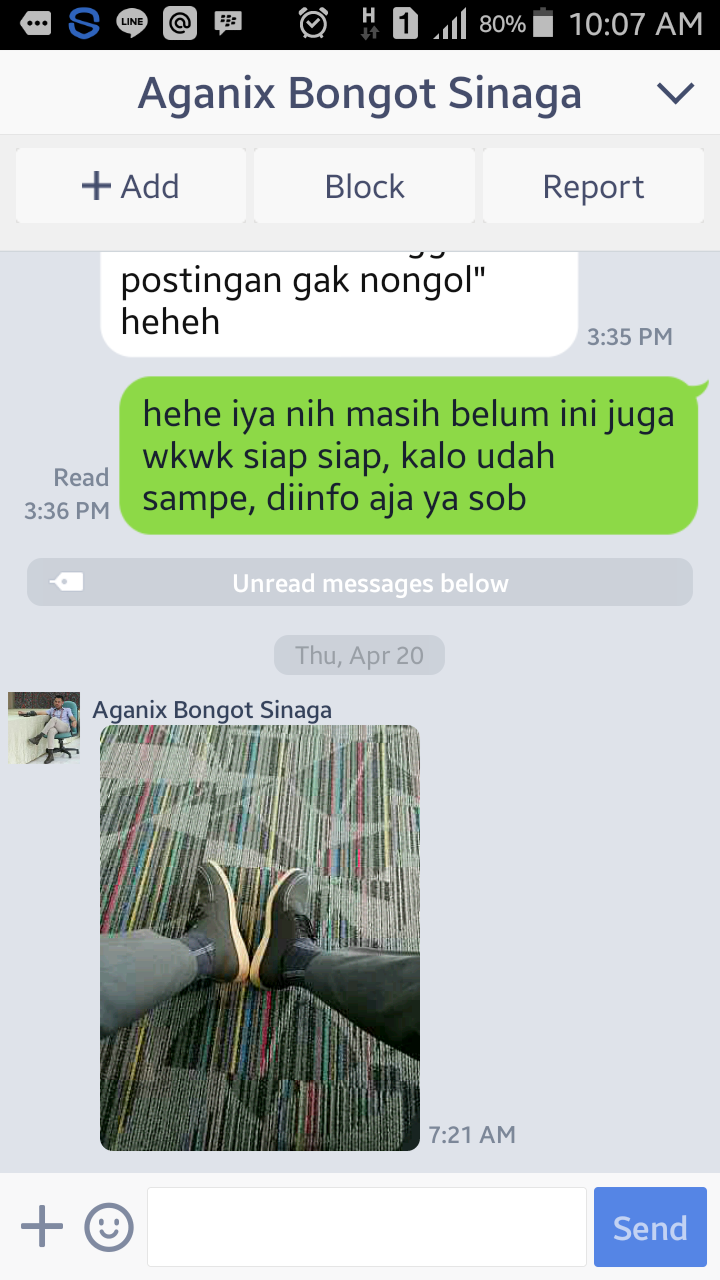 LINE
H
1
80%
10:07 AM
Aganix Bongot Sinaga
+ Add
Block
Report
postingan gak nongol"
heheh
3:35 PM
hehe iya nih masih belum ini juga
wkwk siap siap, kalo udah
sampe, diinfo aja ya sob
Read
3:36 PM
Unread messages below
Thu, Apr 20
Aganix Bongot Sinaga
7:21 AM
Send